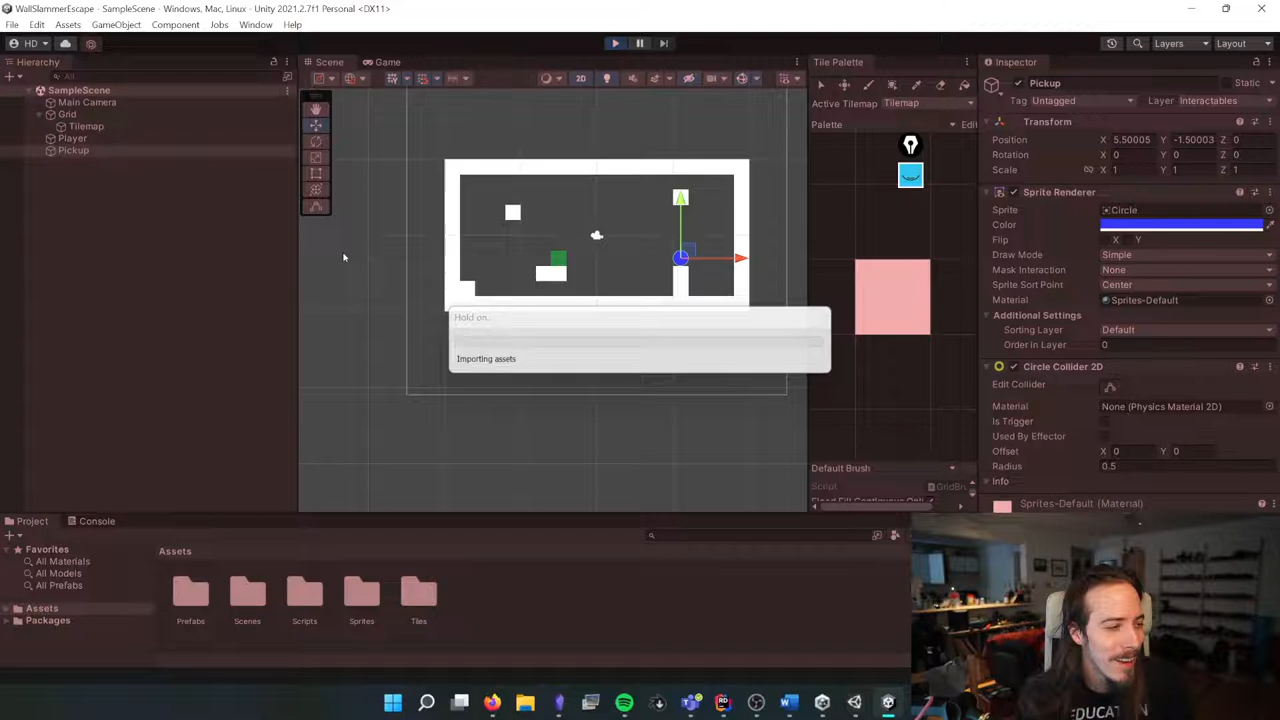 WallSlammerEscape - SampleScene - Windows, Mac, Linux - Unity 2021.2.7f1 Personal <DX11>
File Edit Assets GameObject Component Jobs Window Help
HD Layers Layout
Hierarchy
All
SampleScene
Main Camera
Grid
Tilemap
Player
Pickup
Scene Game
2D
Hold on..
Importing assets
Tile Palette
Active Tilemap Tilemap
Palette Edit
Default Brush
Script GridBru
Inspector
Pickup Static
Tag Untagged Layer Interactables
Transform
Position X 5.50005 Y -1.50003 Z 0
Rotation X 0 Y 0 Z 0
Scale X 1 Y 1 Z 1
Sprite Renderer
Sprite Circle
Color
Flip X Y
Draw Mode Simple
Mask Interaction None
Sprite Sort Point Center
Material Sprites-Default
Additional Settings
Sorting Layer Default
Order in Layer 0
Circle Collider 2D
Edit Collider
Material None (Physics Material 2D)
Is Trigger
Used By Effector
Offset X 0 Y 0
Radius 0.5
Info
Sprites-Default (Material)
Project Console
Favorites
All Materials
All Models
All Prefabs
Assets
Packages
Assets
Prefabs Scenes Scripts Sprites Tiles
EDUCATION